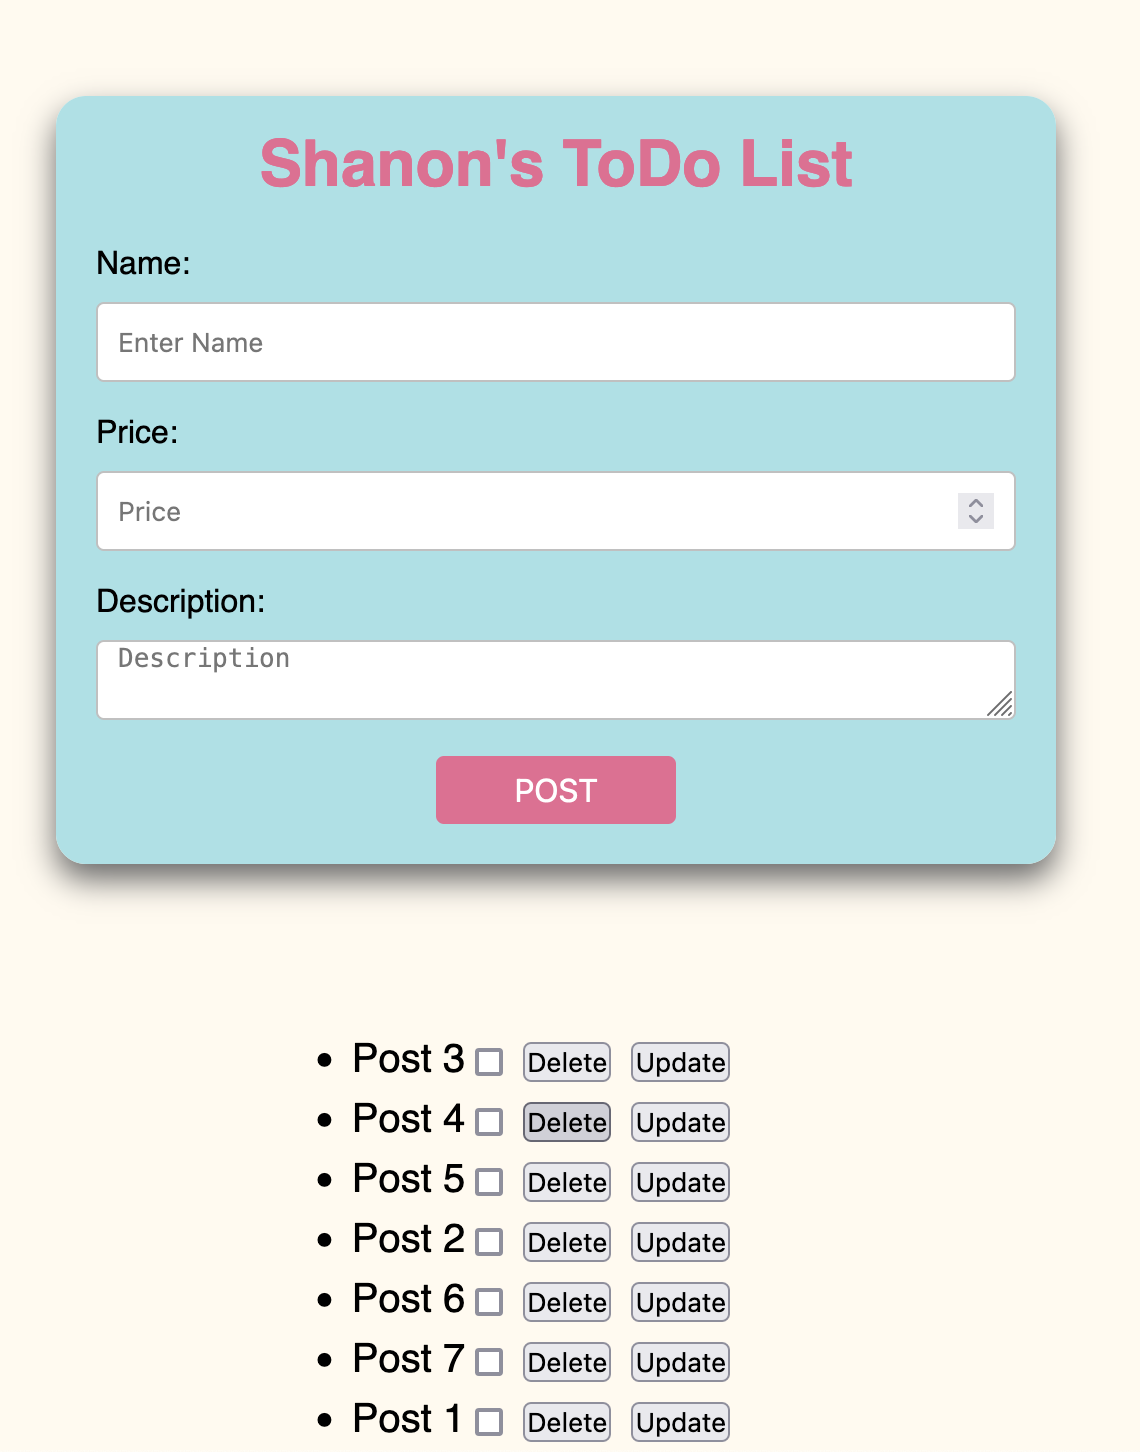 Shanon's ToDo List
Name:
Enter Name
Price:
Price
Description:
Description
POST
Post 3 Delete Update
Post 4 Delete Update
Post 5 Delete Update
Post 2 Delete Update
Post 6 Delete Update
Post 7 Delete Update
Post 1 Delete Update